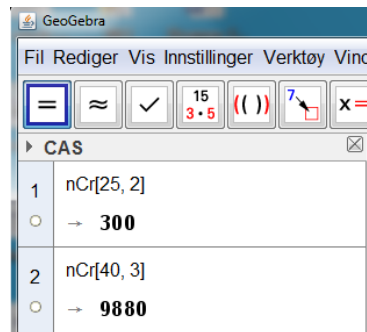 GeoGebra
Fil Rediger Vis Innstillinger Verktøy Vind
= ≈ ✓ 15 3·5 (( )) 7 x=
CAS
1 nCr[25, 2]
→ 300
2 nCr[40, 3]
→ 9880